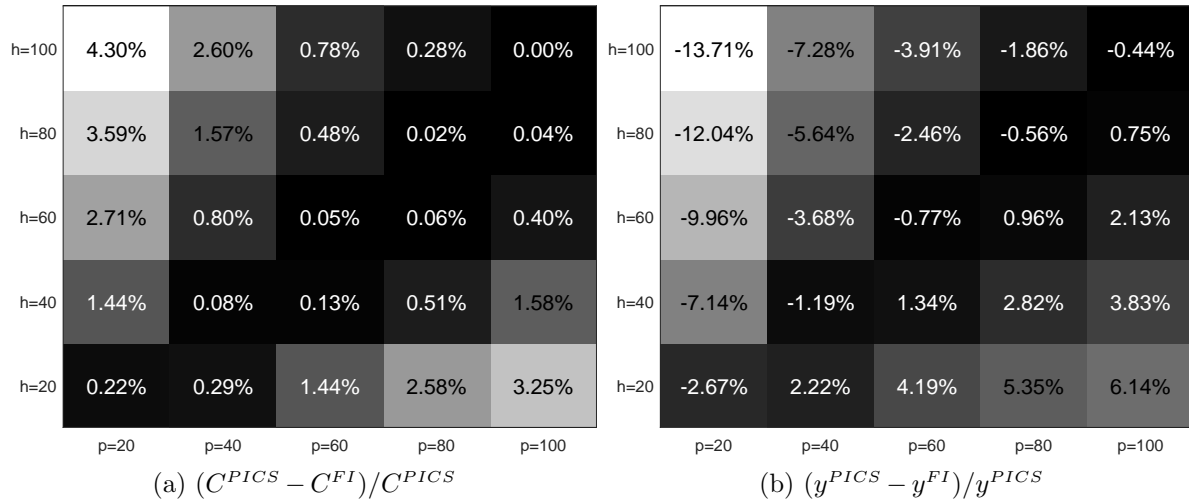 h=100 4.30% 2.60% 0.78% 0.28% 0.00%
h=80 3.59% 1.57% 0.48% 0.02% 0.04%
h=60 2.71% 0.80% 0.05% 0.06% 0.40%
h=40 1.44% 0.08% 0.13% 0.51% 1.58%
h=20 0.22% 0.29% 1.44% 2.58% 3.25%
p=20 p=40 p=60 p=80 p=100
(a) (C^{PICS} − C^{FI})/C^{PICS}
h=100 -13.71% -7.28% -3.91% -1.86% -0.44%
h=80 -12.04% -5.64% -2.46% -0.56% 0.75%
h=60 -9.96% -3.68% -0.77% 0.96% 2.13%
h=40 -7.14% -1.19% 1.34% 2.82% 3.83%
h=20 -2.67% 2.22% 4.19% 5.35% 6.14%
p=20 p=40 p=60 p=80 p=100
(b) (y^{PICS} − y^{FI})/y^{PICS}